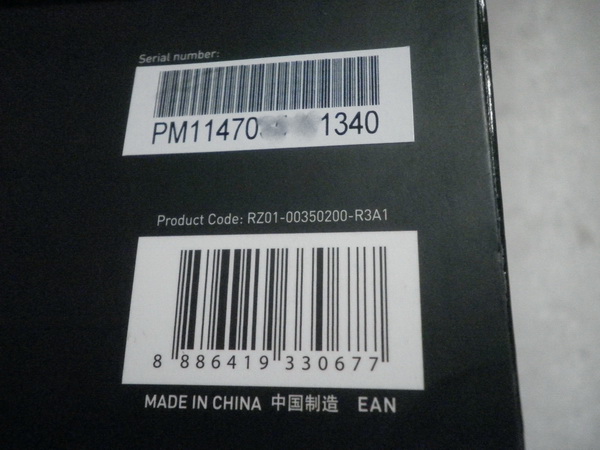 Serial number:
PM11470 1340
Product Code: RZ01-00350200-R3A1
8 886419 330677
MADE IN CHINA 中国制造 EAN